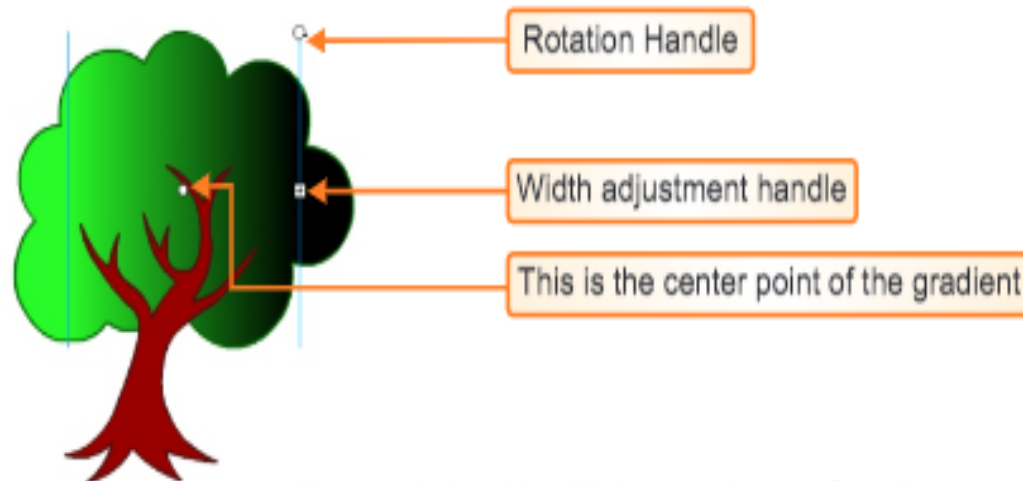 Rotation Handle
Width adjustment handle
This is the center point of the gradient